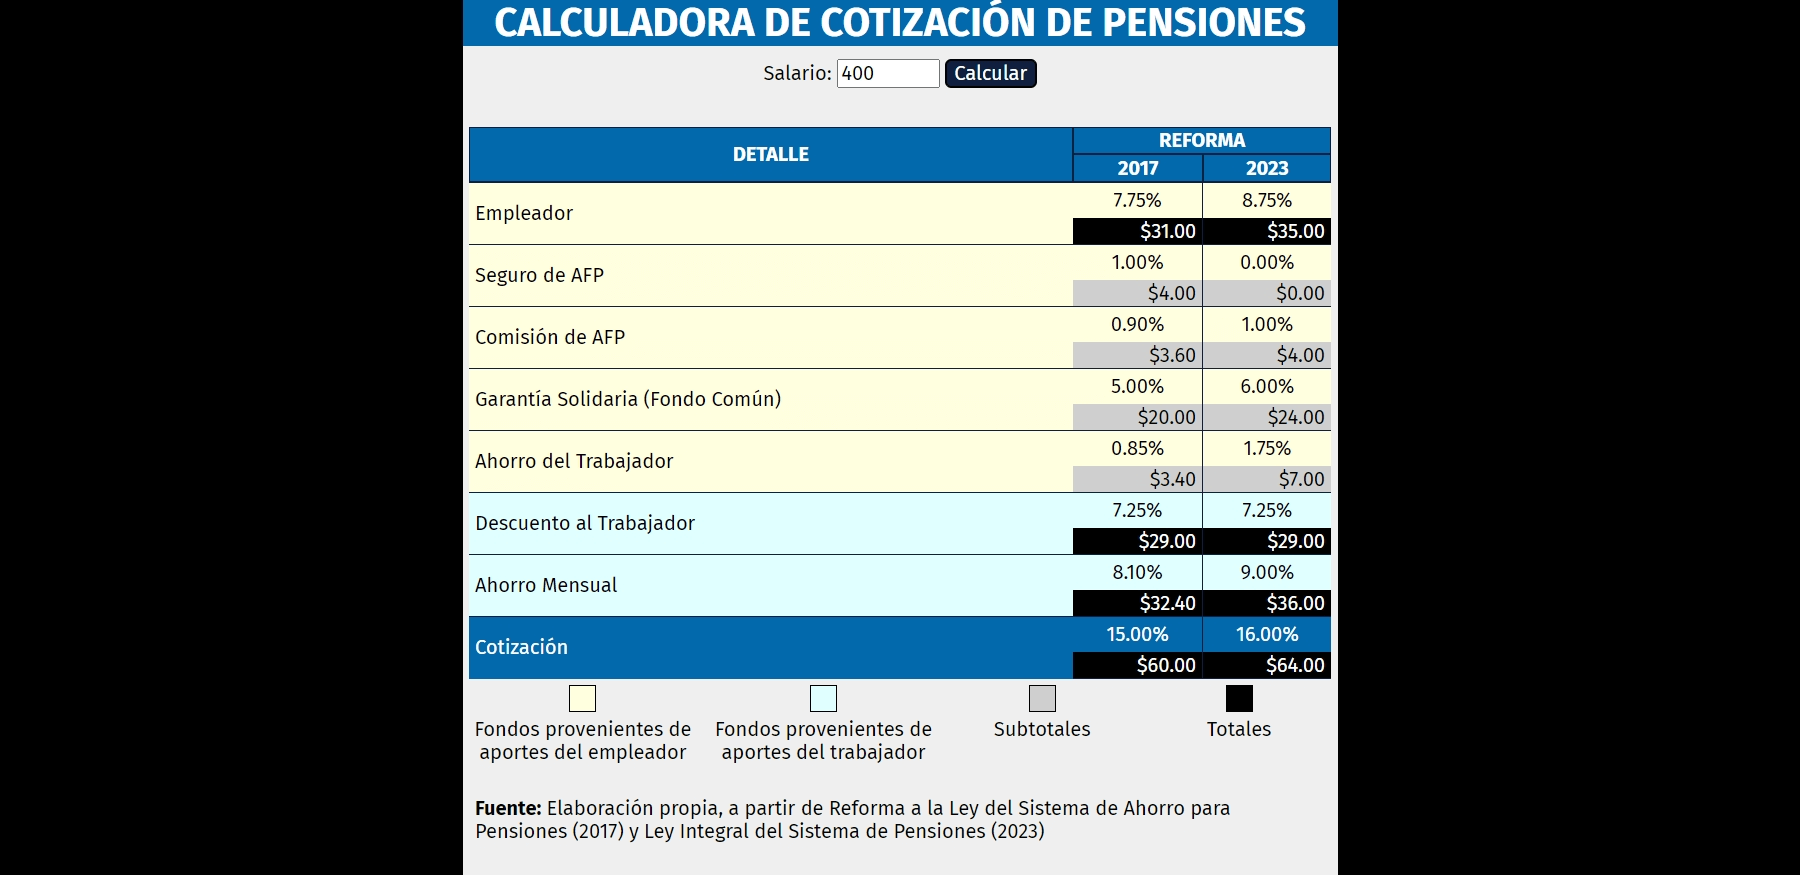 CALCULADORA DE COTIZACIÓN DE PENSIONES
Salario: 400 Calcular
DETALLE
REFORMA
2017 2023
Empleador
7.75% 8.75%
$31.00 $35.00
Seguro de AFP
1.00% 0.00%
$4.00 $0.00
Comisión de AFP
0.90% 1.00%
$3.60 $4.00
Garantía Solidaria (Fondo Común)
5.00% 6.00%
$20.00 $24.00
Ahorro del Trabajador
0.85% 1.75%
$3.40 $7.00
Descuento al Trabajador
7.25% 7.25%
$29.00 $29.00
Ahorro Mensual
8.10% 9.00%
$32.40 $36.00
Cotización
15.00% 16.00%
$60.00 $64.00
Fondos provenientes de
aportes del empleador
Fondos provenientes de
aportes del trabajador
Subtotales
Totales
Fuente: Elaboración propia, a partir de Reforma a la Ley del Sistema de Ahorro para
Pensiones (2017) y Ley Integral del Sistema de Pensiones (2023)